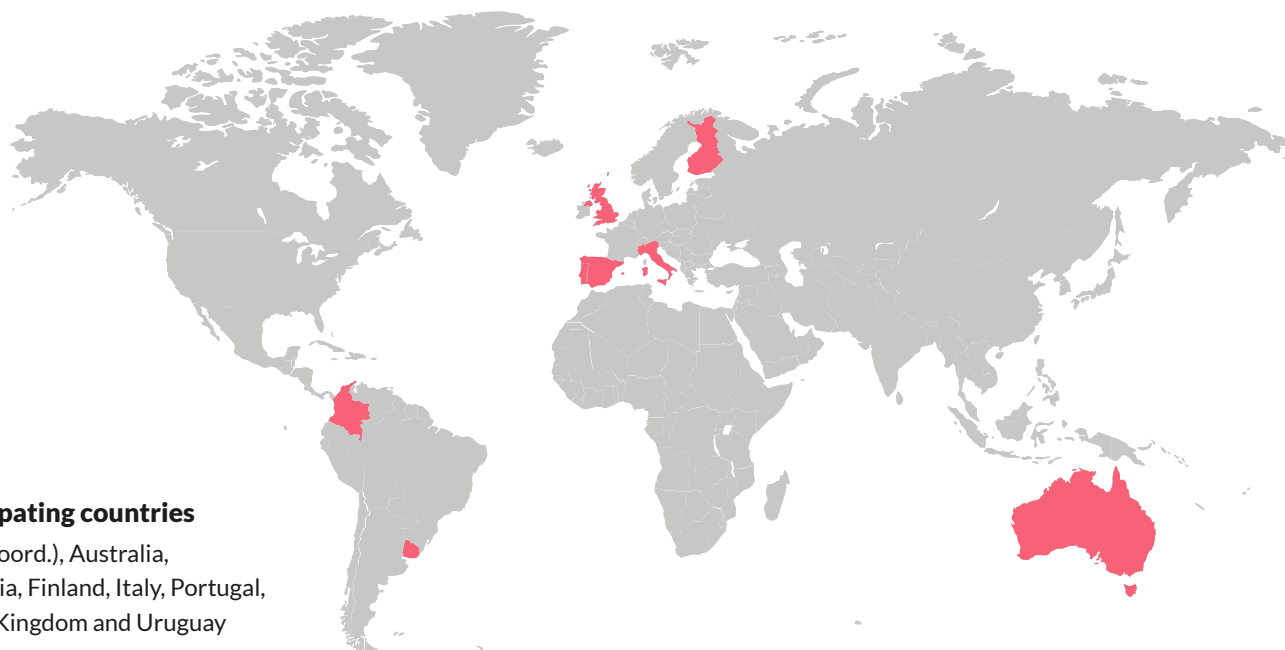 pating countries
oord.), Australia,
ia, Finland, Italy, Portugal,
Kingdom and Uruguay